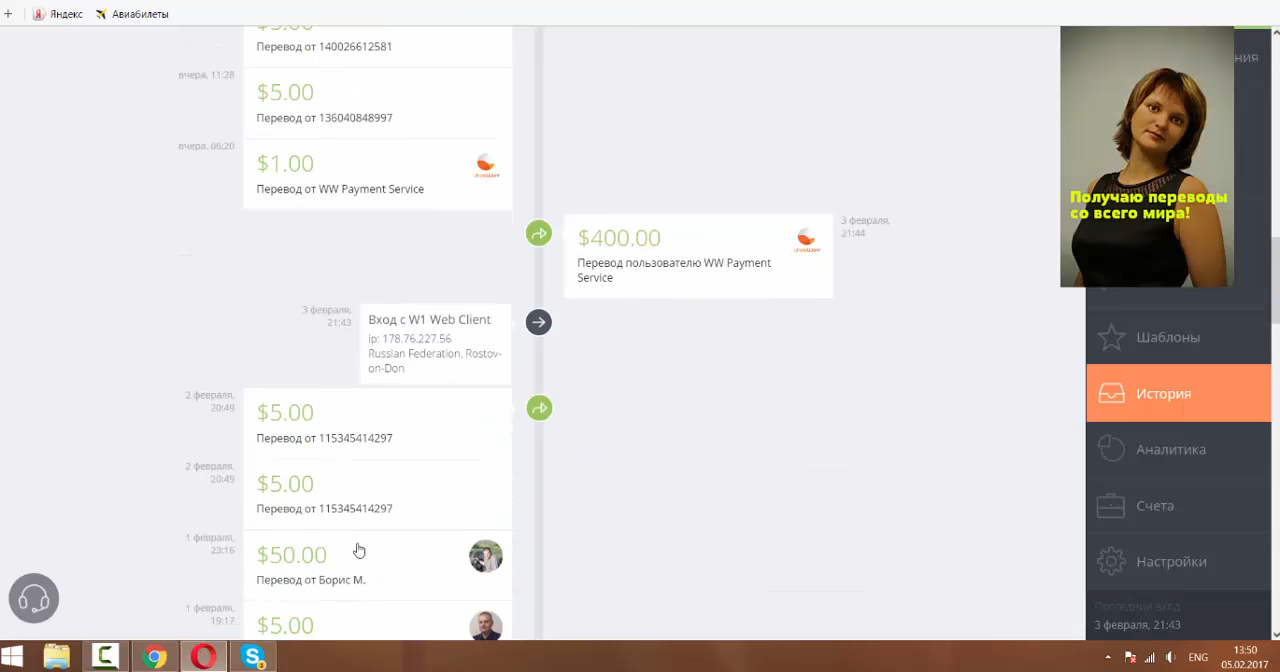 Яндекс
Авиабилеты
Перевод от 140026612581
вчера, 11:28
$5.00
Перевод от 136040848997
вчера, 06:20
$1.00
Перевод от WW Payment Service
$400.00
Перевод пользователю WW Payment
Service
3 февраля,
21:44
3 февраля,
21:43
Вход с W1 Web Client
ip: 178.76.227.56
Russian Federation, Rostov-
on-Don
2 февраля,
20:49
$5.00
Перевод от 115345414297
2 февраля,
20:49
$5.00
Перевод от 115345414297
1 февраля,
23:16
$50.00
Перевод от Борис М.
1 февраля,
19:17
$5.00
Получаю переводы
со всего мира!
ния
Шаблоны
История
Аналитика
Счета
Настройки
Последний вход
3 февраля, 21:43
ENG
13:50
05.02.2017